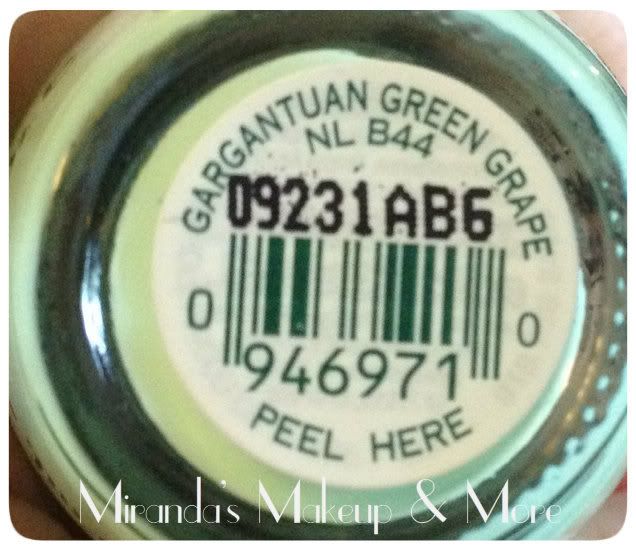 GARGANTUAN GREEN GRAPE
NL B44
09231AB6
0 946971 0
PEEL HERE
Miranda's Makeup & More